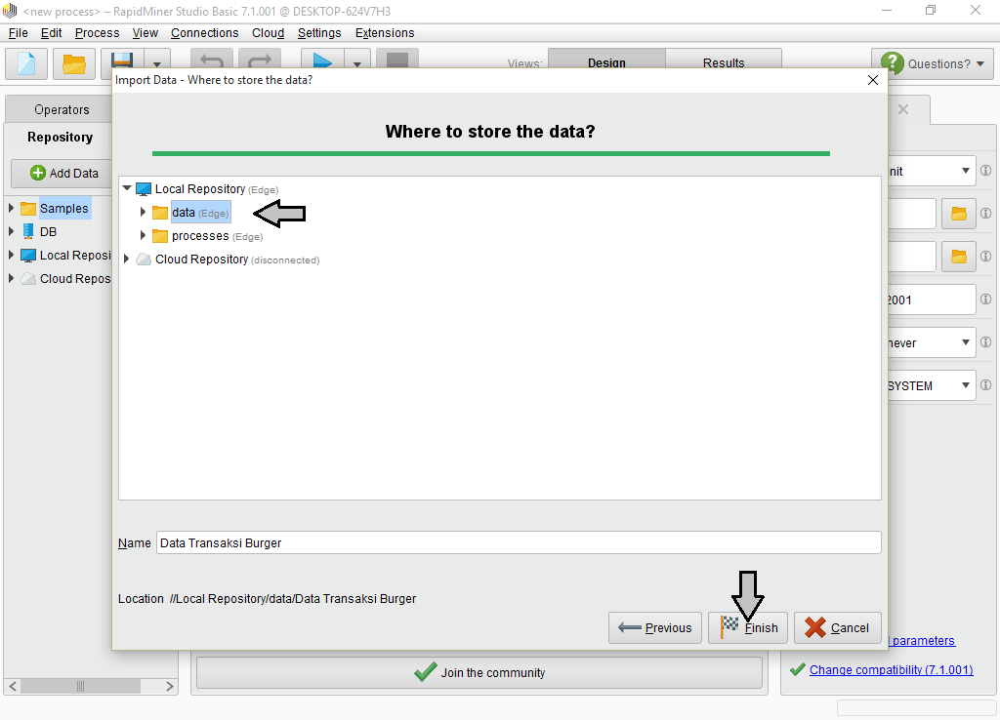 <new process> – RapidMiner Studio Basic 7.1.001 @ DESKTOP-624V7H3
File Edit Process View Connections Cloud Settings Extensions
Views: Design Results Questions?
Import Data - Where to store the data?
Operators
Repository
Add Data
Samples
DB
Local Reposi
Cloud Repos
Where to store the data?
Local Repository (Edge)
data (Edge)
processes (Edge)
Cloud Repository (disconnected)
Name Data Transaksi Burger
Location //Local Repository/data/Data Transaksi Burger
Previous Finish Cancel
nit
2001
never
SYSTEM
parameters
Change compatibility (7.1.001)
Join the community